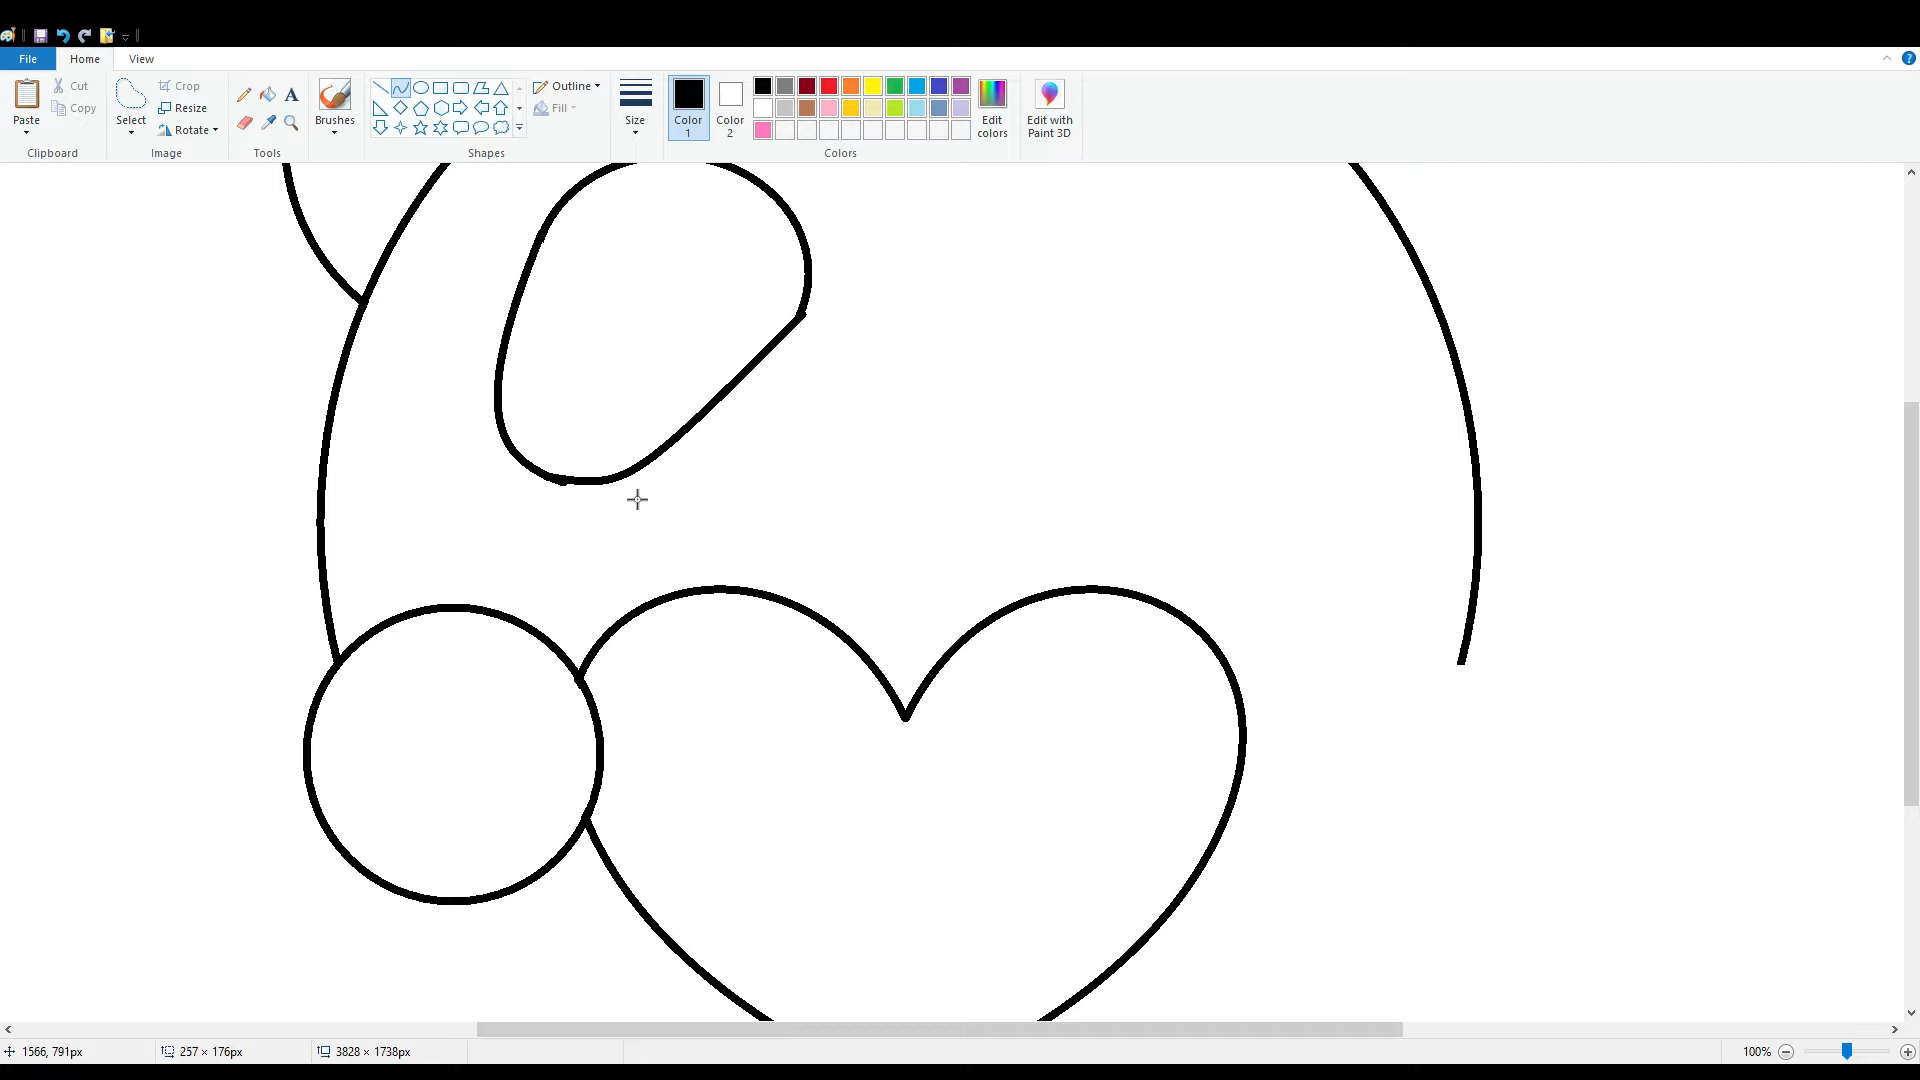 File Home View
Cut Crop Outline
Copy Resize Fill
Paste Select Rotate A Brushes Size Color 1 Color 2 Edit colors Edit with Paint 3D
Clipboard Image Tools Shapes Colors
1566, 791px 257 × 176px 3828 × 1738px 100%